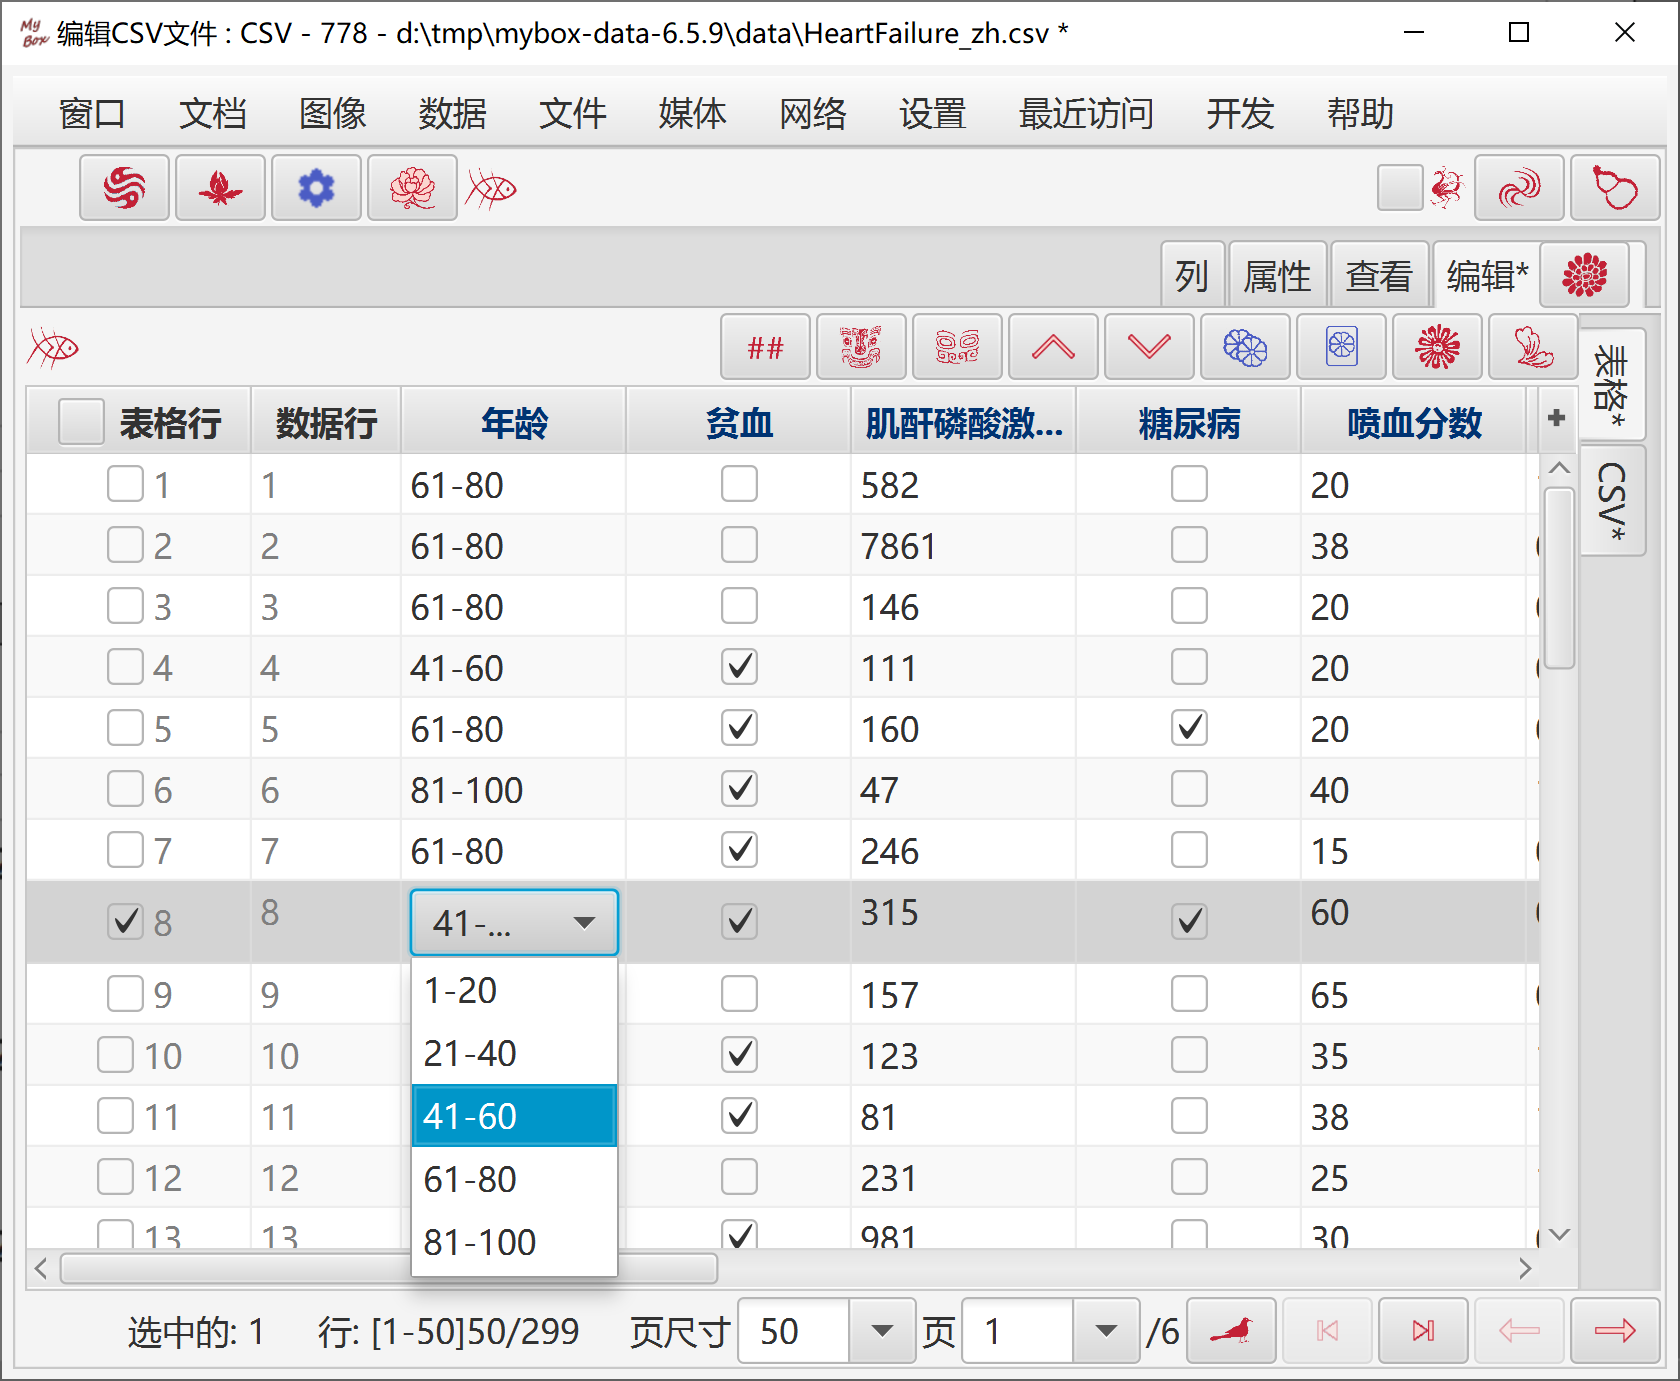 My Box 编辑CSV文件 : CSV - 778 - d:\tmp\mybox-data-6.5.9\data\HeartFailure_zh.csv *
窗口 文档 图像 数据 文件 媒体 网络 设置 最近访问 开发 帮助
列 属性 查看 编辑*
##
表格*
CSV*
表格行 数据行 年龄 贫血 肌酐磷酸激... 糖尿病 喷血分数 +
1 1 61-80 582 20
2 2 61-80 7861 38
3 3 61-80 146 20
4 4 41-60 111 20
5 5 61-80 160 20
6 6 81-100 47 40
7 7 61-80 246 15
8 8 41-... 315 60
9 9 1-20 157 65
10 10 21-40 123 35
11 11 41-60 81 38
12 12 61-80 231 25
13 13 81-100 981 30
选中的: 1 行: [1-50]50/299 页尺寸 50 页 1 /6